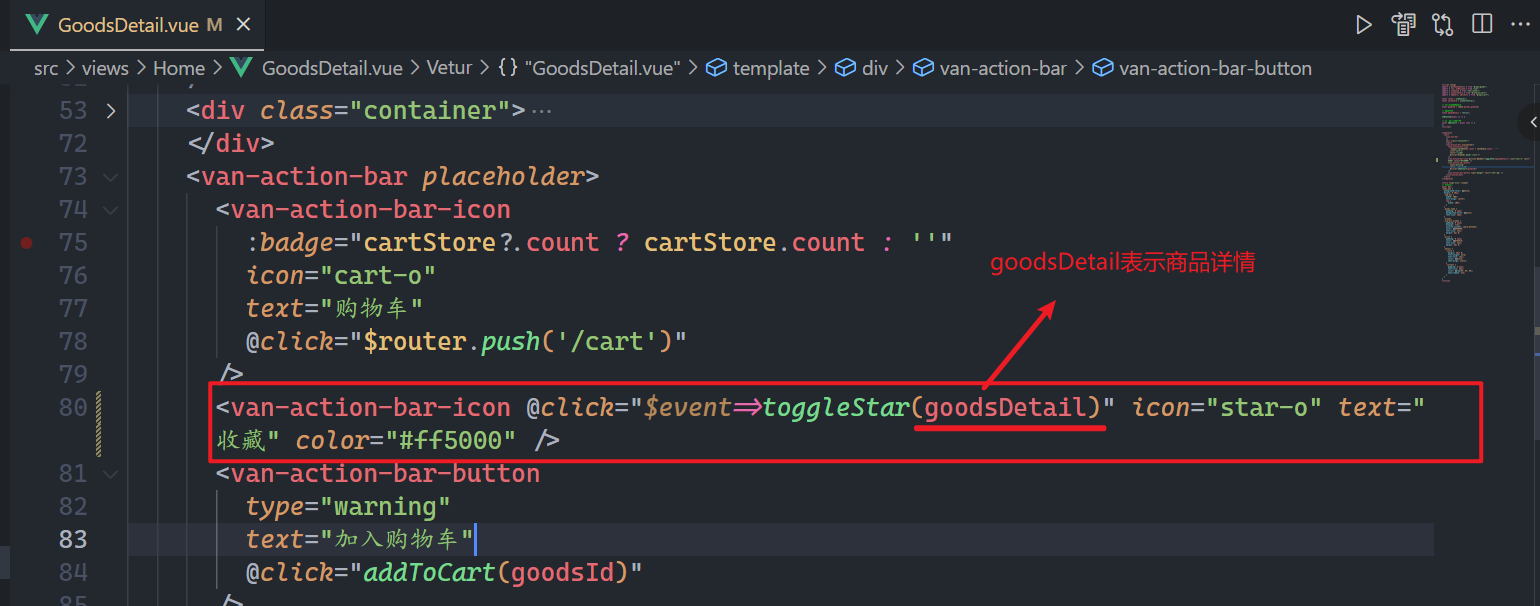 GoodsDetail.vue M
src > views > Home > GoodsDetail.vue > Vetur > {} "GoodsDetail.vue" > template > div > van-action-bar > van-action-bar-button
53 <div class="container"> ···
72 </div>
73 <van-action-bar placeholder>
74 <van-action-bar-icon
75 :badge="cartStore?.count ? cartStore.count : ''"
goodsDetail表示商品详情
76 icon="cart-o"
77 text="购物车"
78 @click="$router.push('/cart')"
79 />
80 <van-action-bar-icon @click="$event=>toggleStar(goodsDetail)" icon="star-o" text="
收藏" color="#ff5000" />
81 <van-action-bar-button
82 type="warning"
83 text="加入购物车"
84 @click="addToCart(goodsId)"
85 />